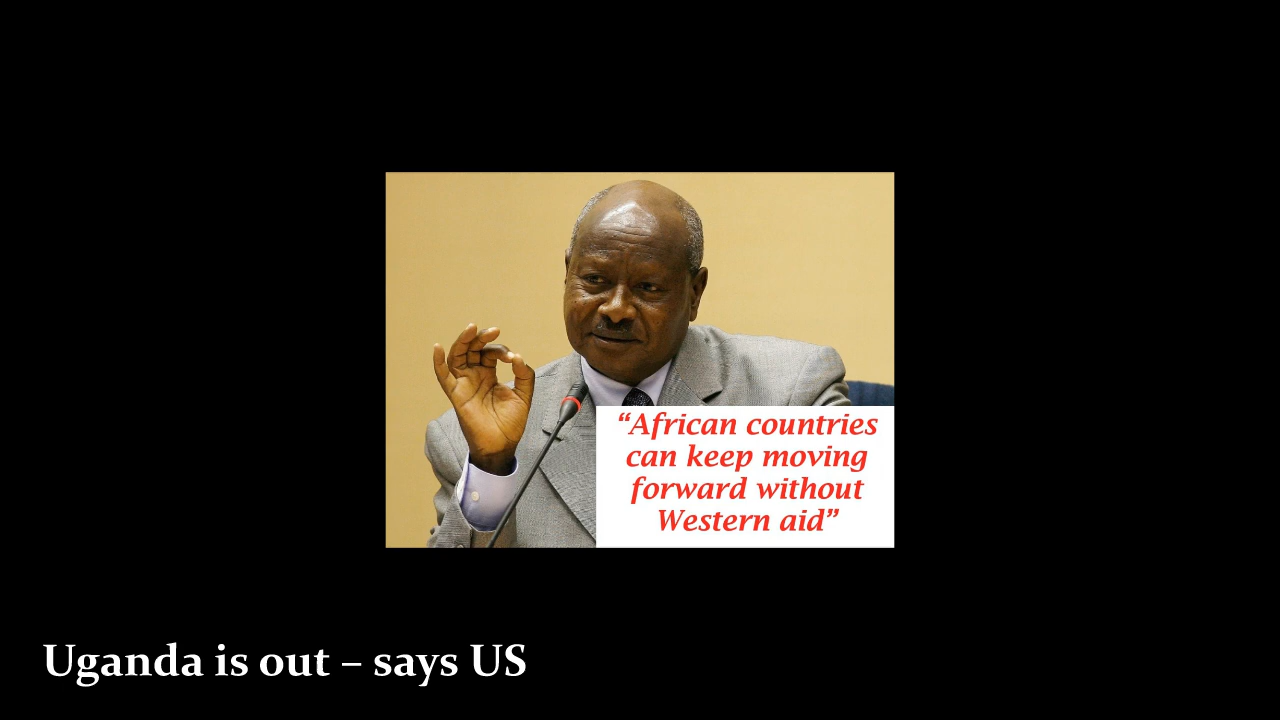 “African countries
can keep moving
forward without
Western aid”
Uganda is out – says US